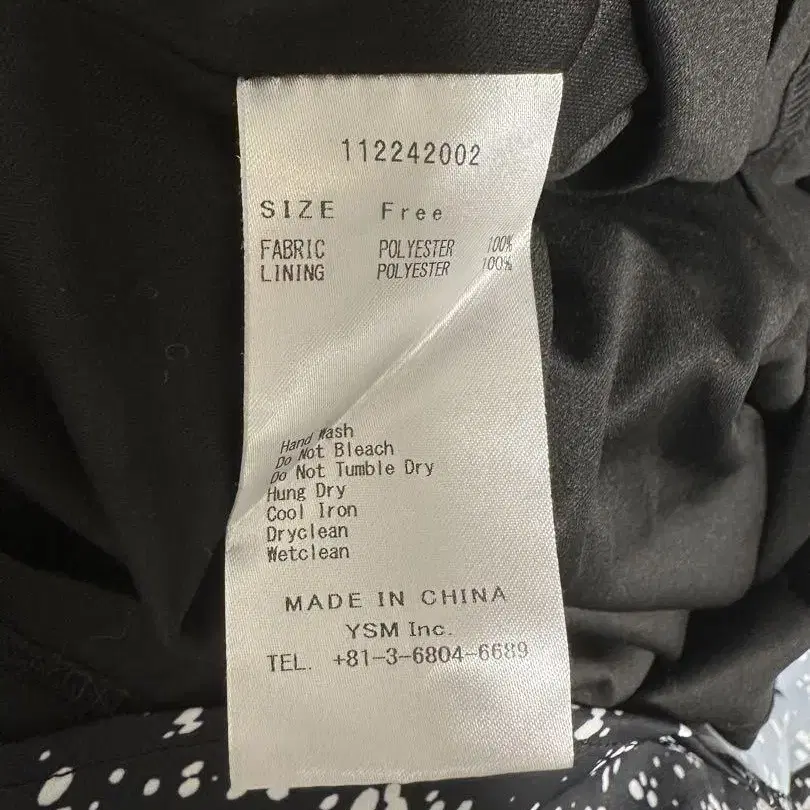 112242002
SIZE Free
FABRIC POLYESTER 100%
LINING POLYESTER 100%
Hand Wash
Do Not Bleach
Do Not Tumble Dry
Hung Dry
Cool Iron
Dryclean
Wetclean
MADE IN CHINA
YSM Inc.
TEL. +81-3-6804-6689